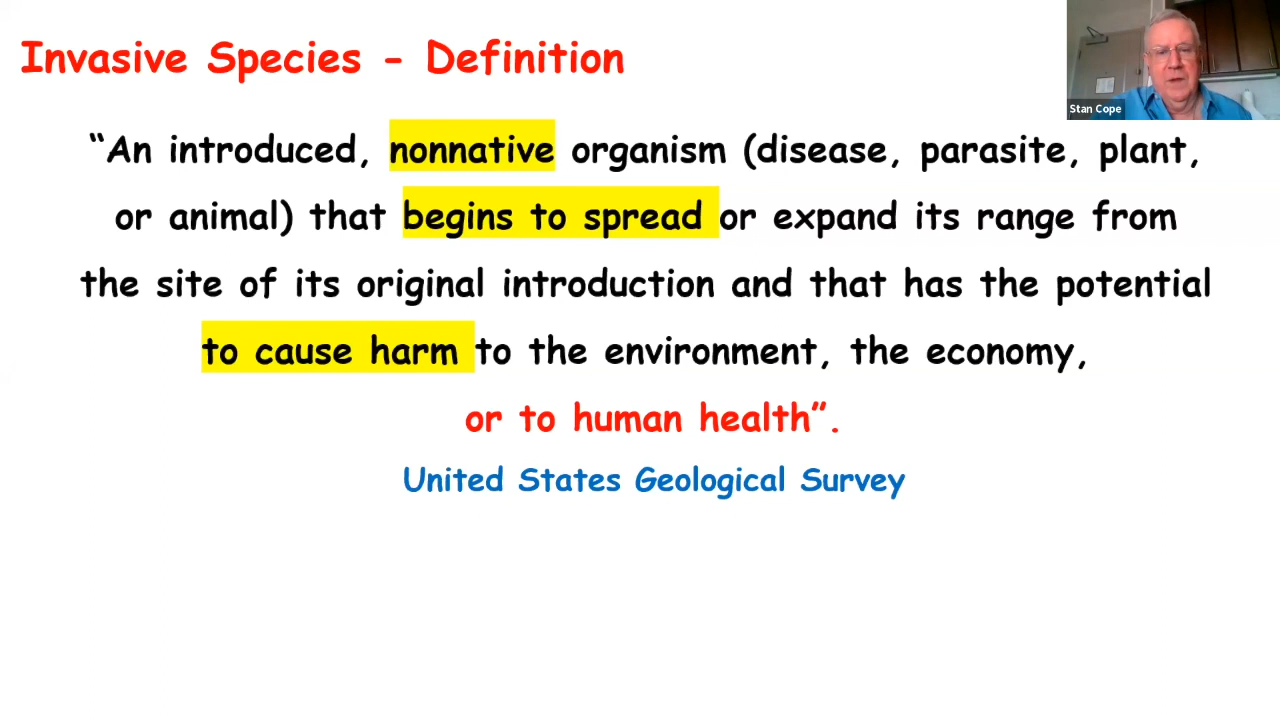 Invasive Species - Definition
Stan Cope
“An introduced, nonnative organism (disease, parasite, plant,
or animal) that begins to spread or expand its range from
the site of its original introduction and that has the potential
to cause harm to the environment, the economy,
or to human health”.
United States Geological Survey